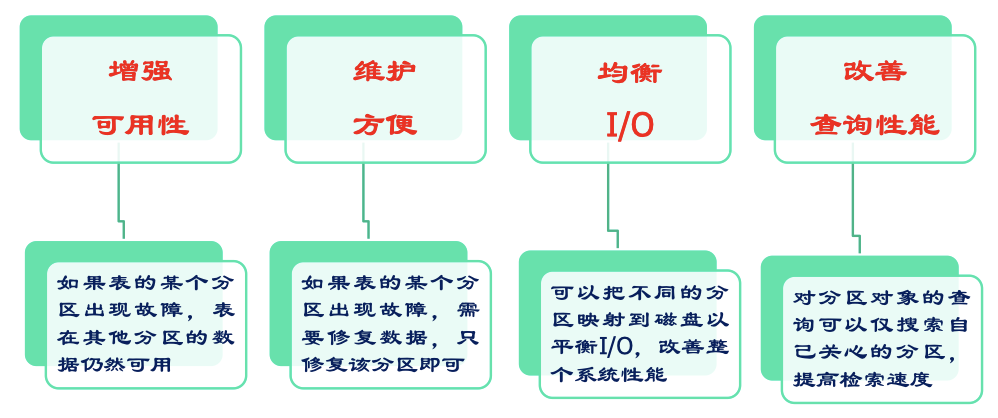 增强
可用性
如果表的某个分
区出现故障，表
在其他分区的数
据仍然可用
维护
方便
如果表的某个分
区出现故障，需
要修复数据，只
修复该分区即可
均衡
I/O
可以把不同的分
区映射到磁盘以
平衡I/O，改善整
个系统性能
改善
查询性能
对分区对象的查
询可以仅搜索自
己关心的分区，
提高检索速度